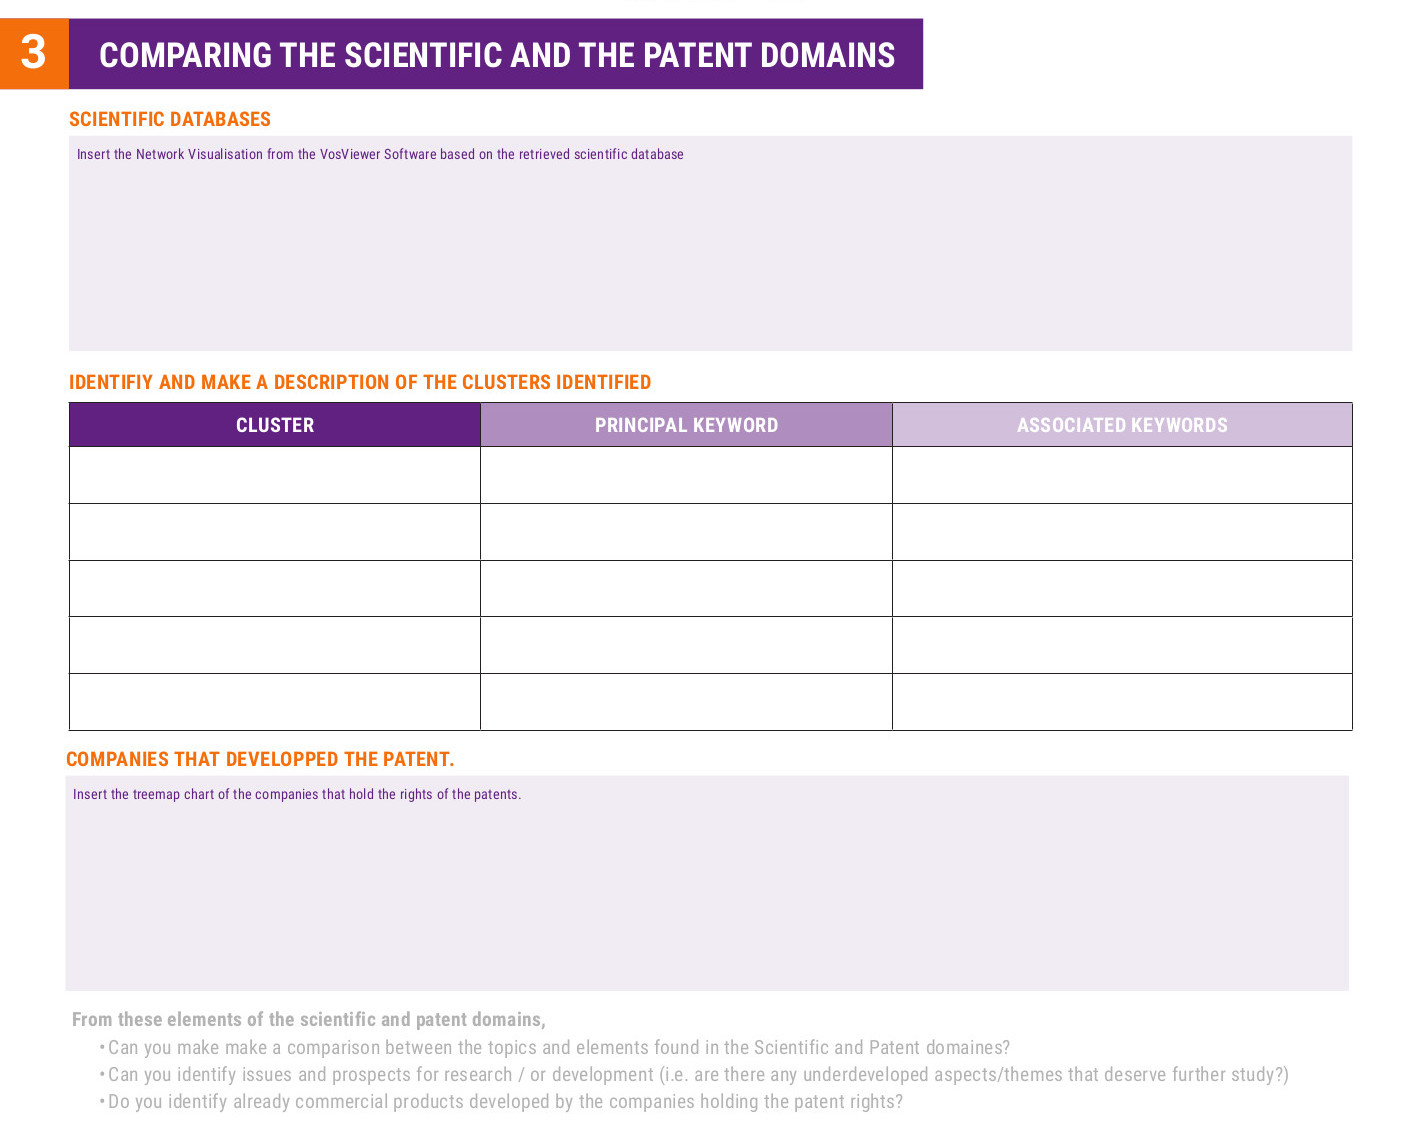 3 COMPARING THE SCIENTIFIC AND THE PATENT DOMAINS
SCIENTIFIC DATABASES
Insert the Network Visualisation from the VosViewer Software based on the retrieved scientific database
IDENTIFIY AND MAKE A DESCRIPTION OF THE CLUSTERS IDENTIFIED
CLUSTER PRINCIPAL KEYWORD ASSOCIATED KEYWORDS
COMPANIES THAT DEVELOPPED THE PATENT.
Insert the treemap chart of the companies that hold the rights of the patents.
From these elements of the scientific and patent domains,
• Can you make make a comparison between the topics and elements found in the Scientific and Patent domaines?
• Can you identify issues and prospects for research / or development (i.e. are there any underdeveloped aspects/themes that deserve further study?)
• Do you identify already commercial products developed by the companies holding the patent rights?